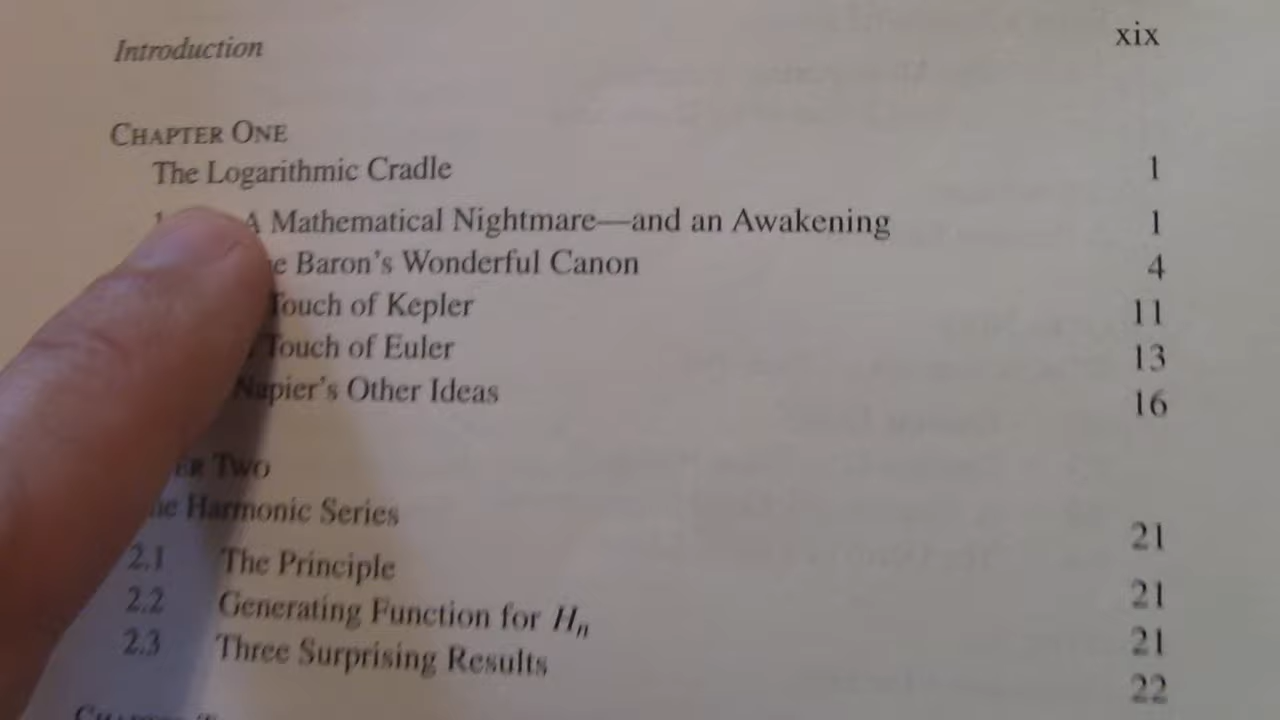 Introduction xix
CHAPTER ONE
The Logarithmic Cradle 1
A Mathematical Nightmare—and an Awakening 1
Baron's Wonderful Canon 4
Touch of Kepler 11
Touch of Euler 13
Napier's Other Ideas 16
TWO
Harmonic Series 21
2.1 The Principle 21
2.2 Generating Function for Hn 21
2.3 Three Surprising Results 22